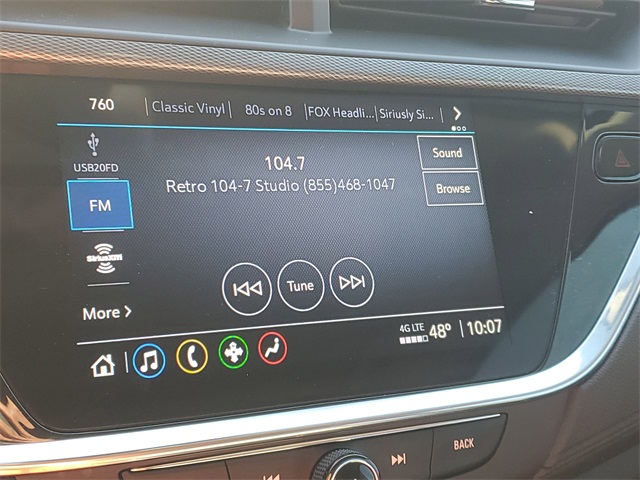 760 Classic Vinyl 80s on 8 FOX Headli... Siriusly Si...
USB20FD
104.7
Sound
Retro 104-7 Studio (855)468-1047
Browse
FM
SiriusXM
Tune
More
4G LTE 48° 10:07
BACK